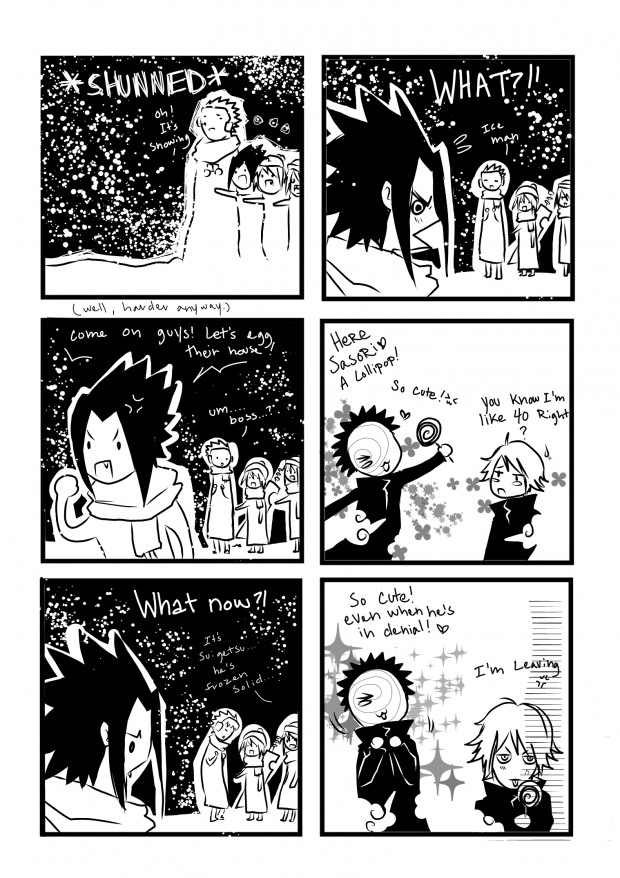 *SHUNNED*
Oh!
It's
Snowing
(well, harder anyway.)
Come on guys! Let's egg
their house!
um..
boss..?
What now?!
It's
Suigetsu...
he's
frozen
Solid...
WHAT?!!
Ice
man
Here
Sasori♡
A Lollipop!
So cute!
you know I'm
like 40 Right
?
So cute!
even when he's
in denial! ♡
I'm Leaving